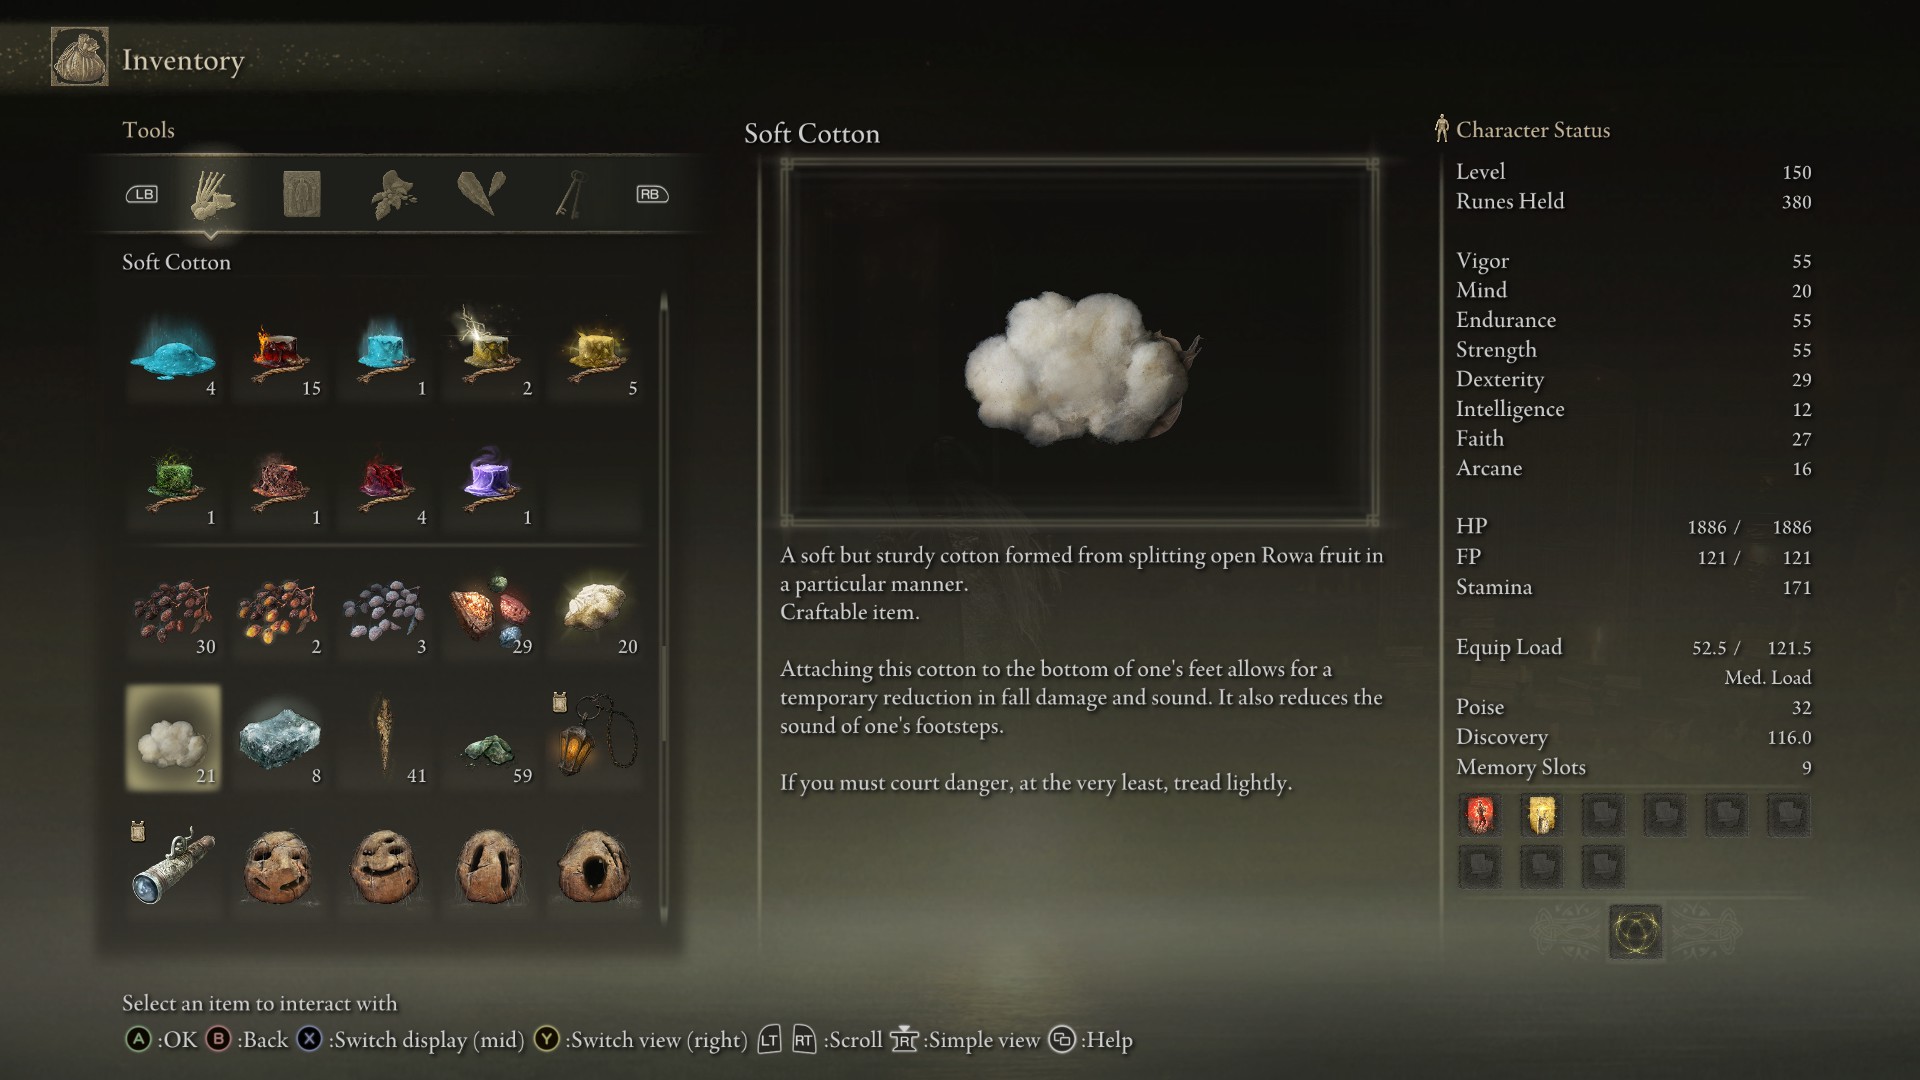 Inventory
Tools
LB
RB
Soft Cotton
4
15
1
2
5
1
1
4
1
30
2
3
29
20
21
8
41
59
Soft Cotton
A soft but sturdy cotton formed from splitting open Rowa fruit in
a particular manner.
Craftable item.
Attaching this cotton to the bottom of one's feet allows for a
temporary reduction in fall damage and sound. It also reduces the
sound of one's footsteps.
If you must court danger, at the very least, tread lightly.
Character Status
Level 150
Runes Held 380
Vigor 55
Mind 20
Endurance 55
Strength 55
Dexterity 29
Intelligence 12
Faith 27
Arcane 16
HP 1886 / 1886
FP 121 / 121
Stamina 171
Equip Load 52.5 / 121.5
Med. Load
Poise 32
Discovery 116.0
Memory Slots 9
Select an item to interact with
A :OK B :Back X :Switch display (mid) Y :Switch view (right) LT RT :Scroll R :Simple view :Help